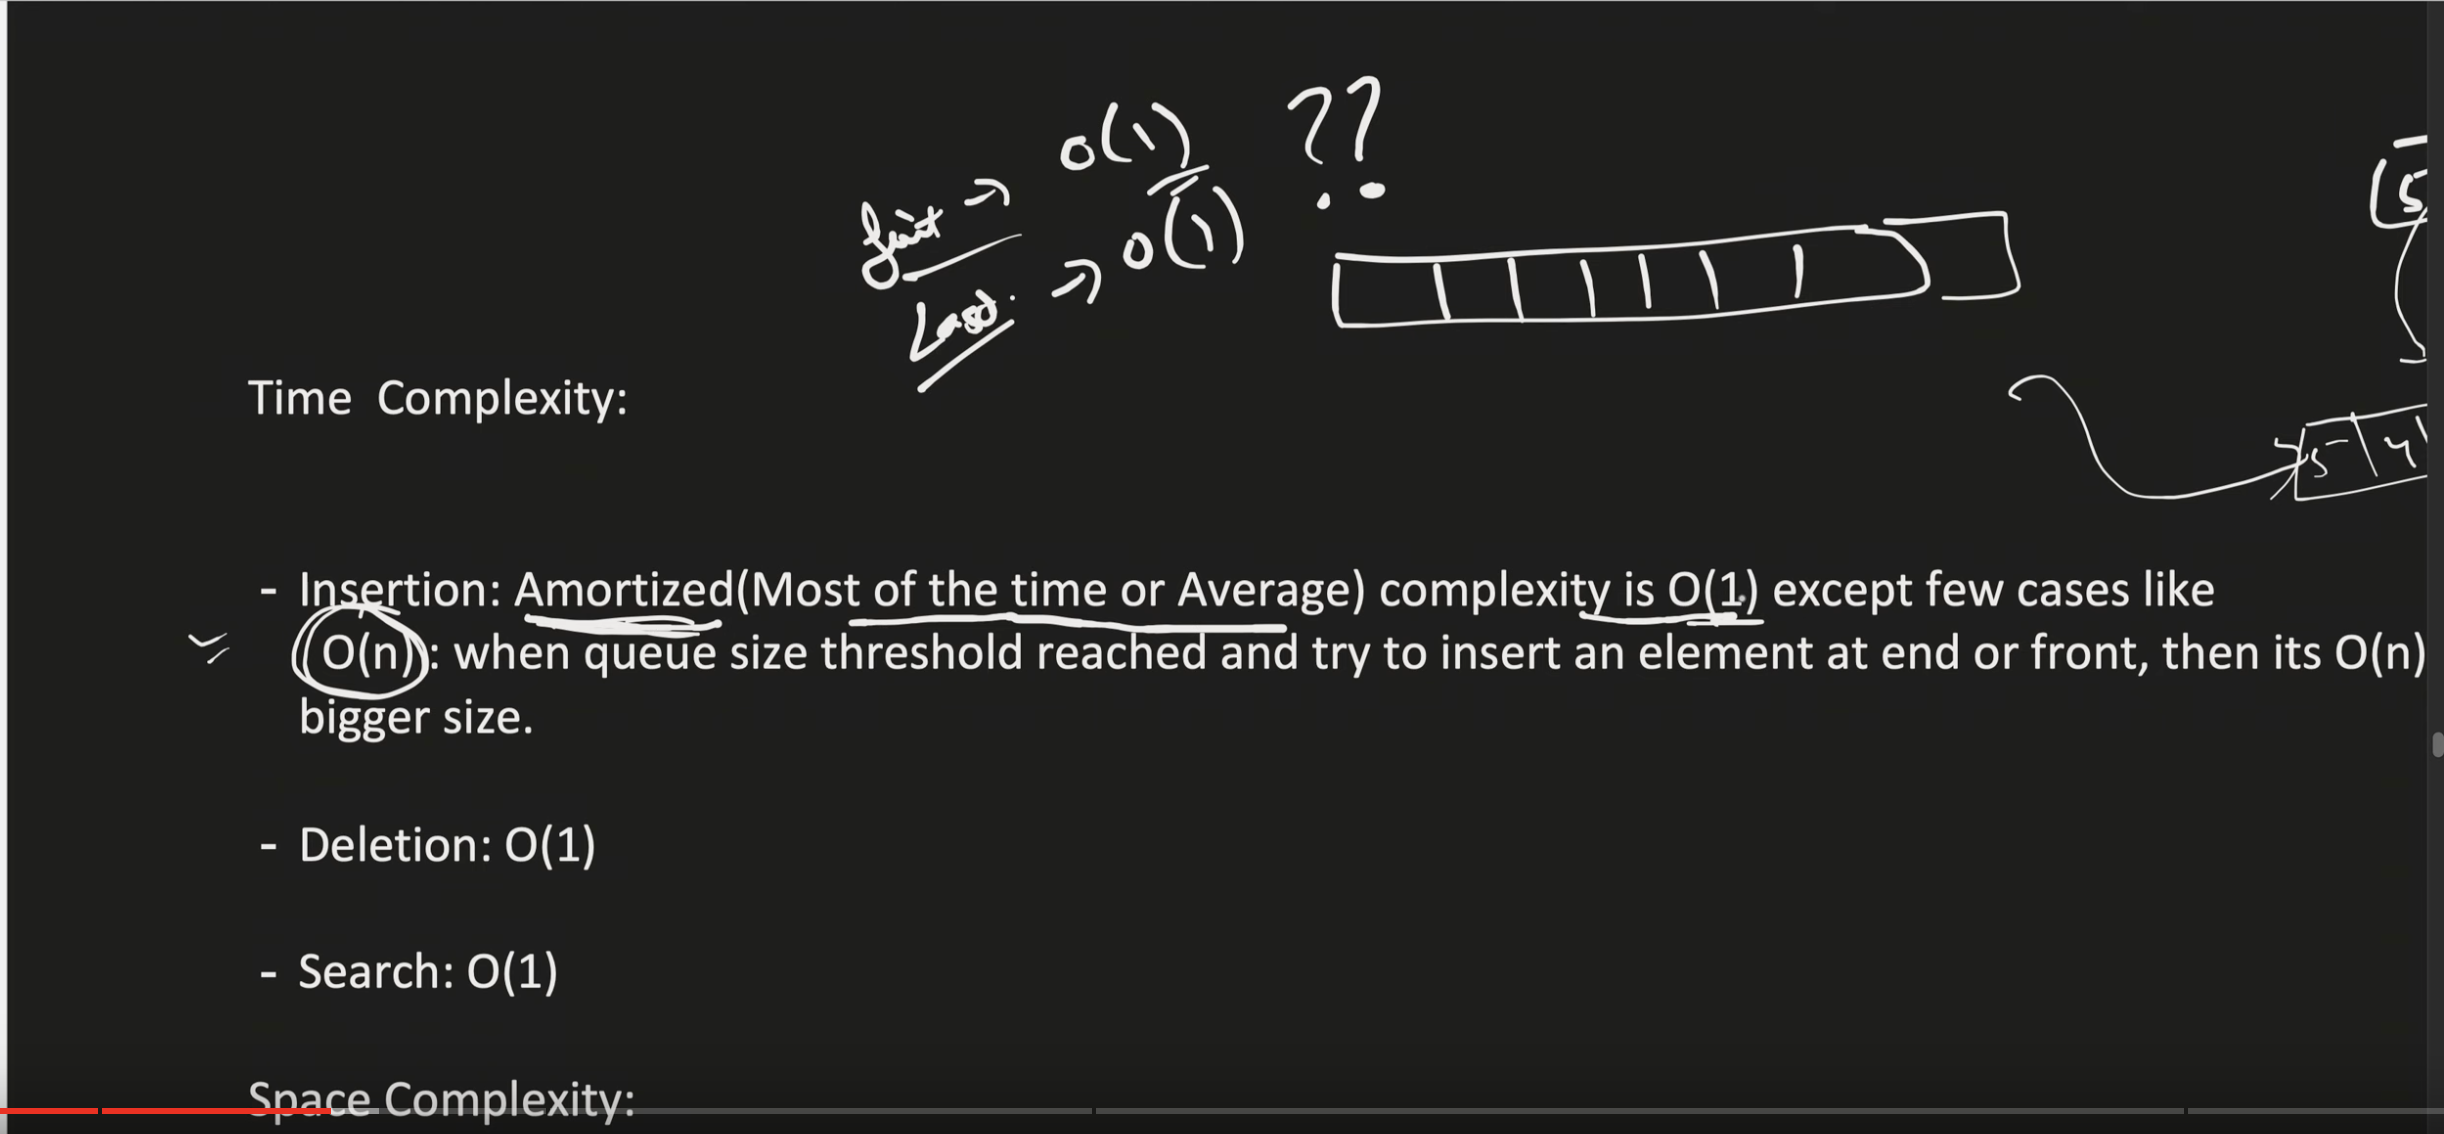 O(1) ??
first →
O(1)
Last →
(5
5 4
Time Complexity:
- Insertion: Amortized(Most of the time or Average) complexity is O(1) except few cases like
O(n): when queue size threshold reached and try to insert an element at end or front, then its O(n)
bigger size.
- Deletion: O(1)
- Search: O(1)
Space Complexity: